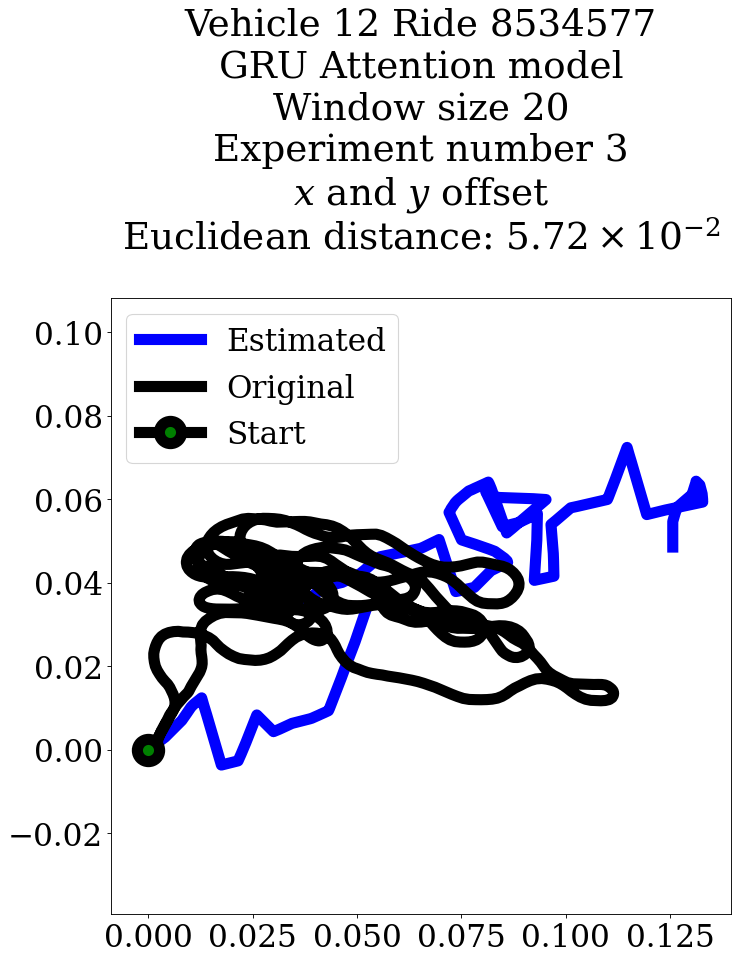 Vehicle 12 Ride 8534577
GRU Attention model
Window size 20
Experiment number 3
x and y offset
Euclidean distance: 5.72 × 10⁻²
Estimated
Original
Start
0.10
0.08
0.06
0.04
0.02
0.00
−0.02
0.000 0.025 0.050 0.075 0.100 0.125